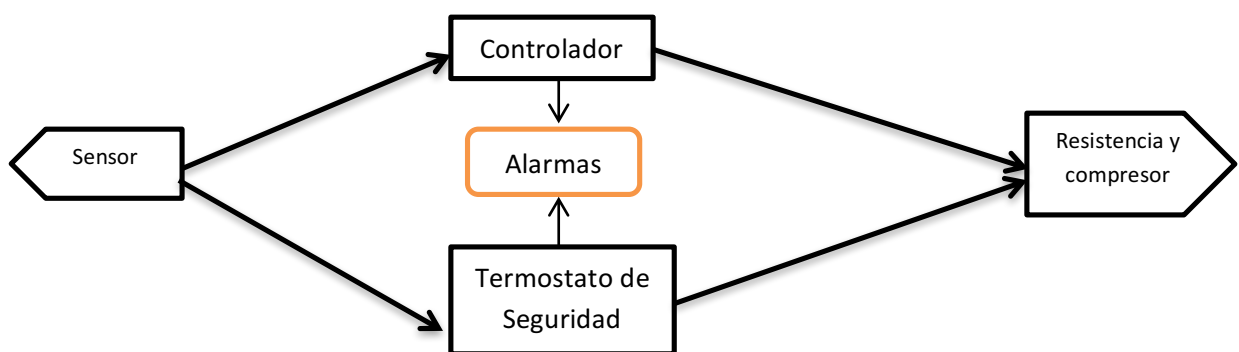 Controlador
Sensor
Alarmas
Resistencia y
compresor
Termostato de
Seguridad